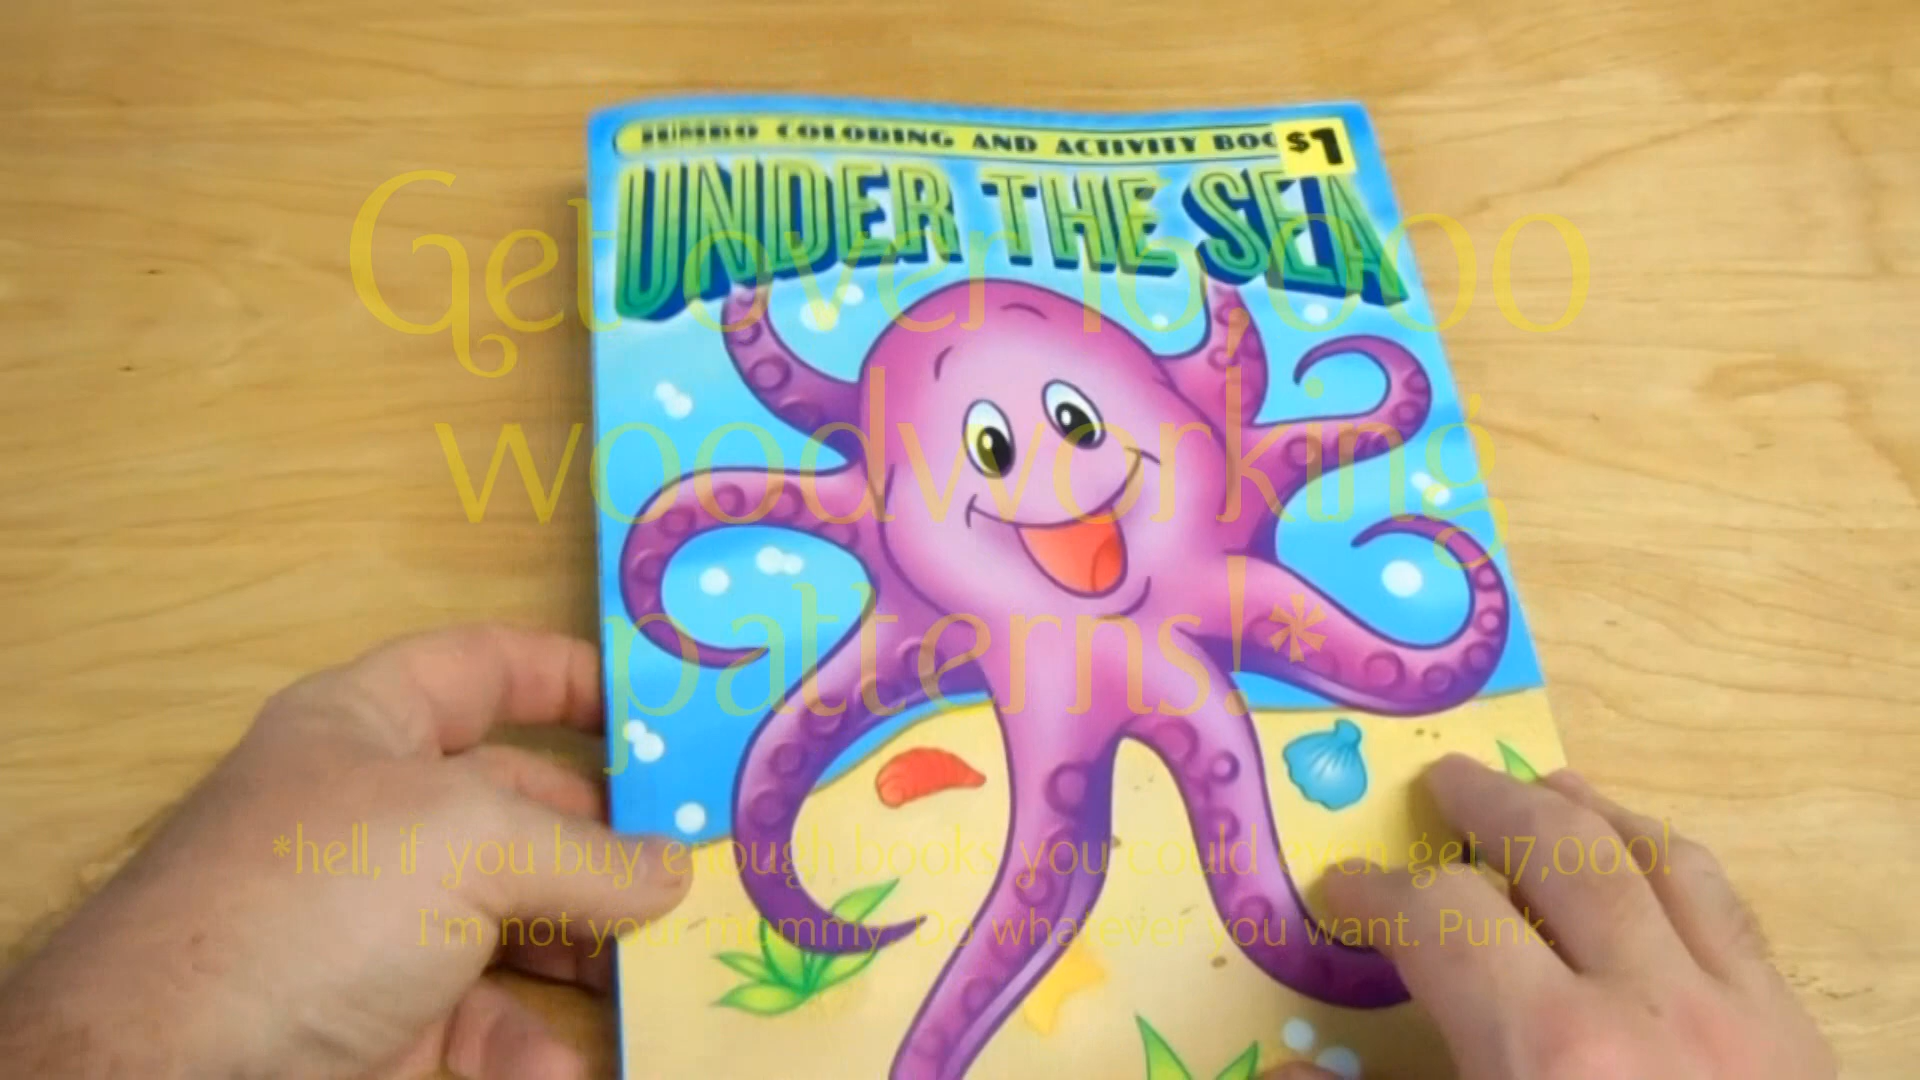 JUMBO COLORING AND ACTIVITY BOO
$1
UNDER THE SEA
Get over 16,000
woodworking
patterns!*
*hell, if you buy enough books you could even get 17,000!
I'm not your mommy. Do whatever you want. Punk.